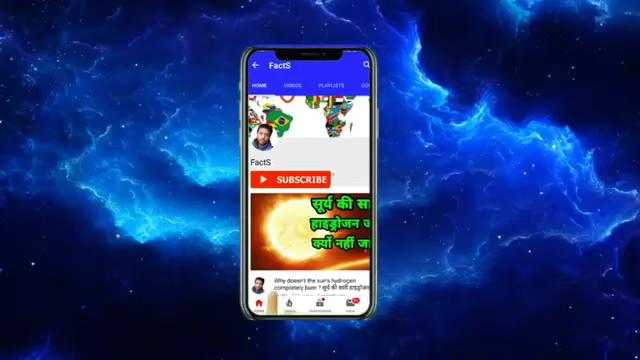 FactS
HOME VIDEOS PLAYLISTS
FactS
SUBSCRIBE
सूर्य की सा
हाइड्रोजन ज
क्यों नहीं ज
Why doesn't the sun's hydrogen
completely burn ? सूर्य की सारी हाइड्रोजन